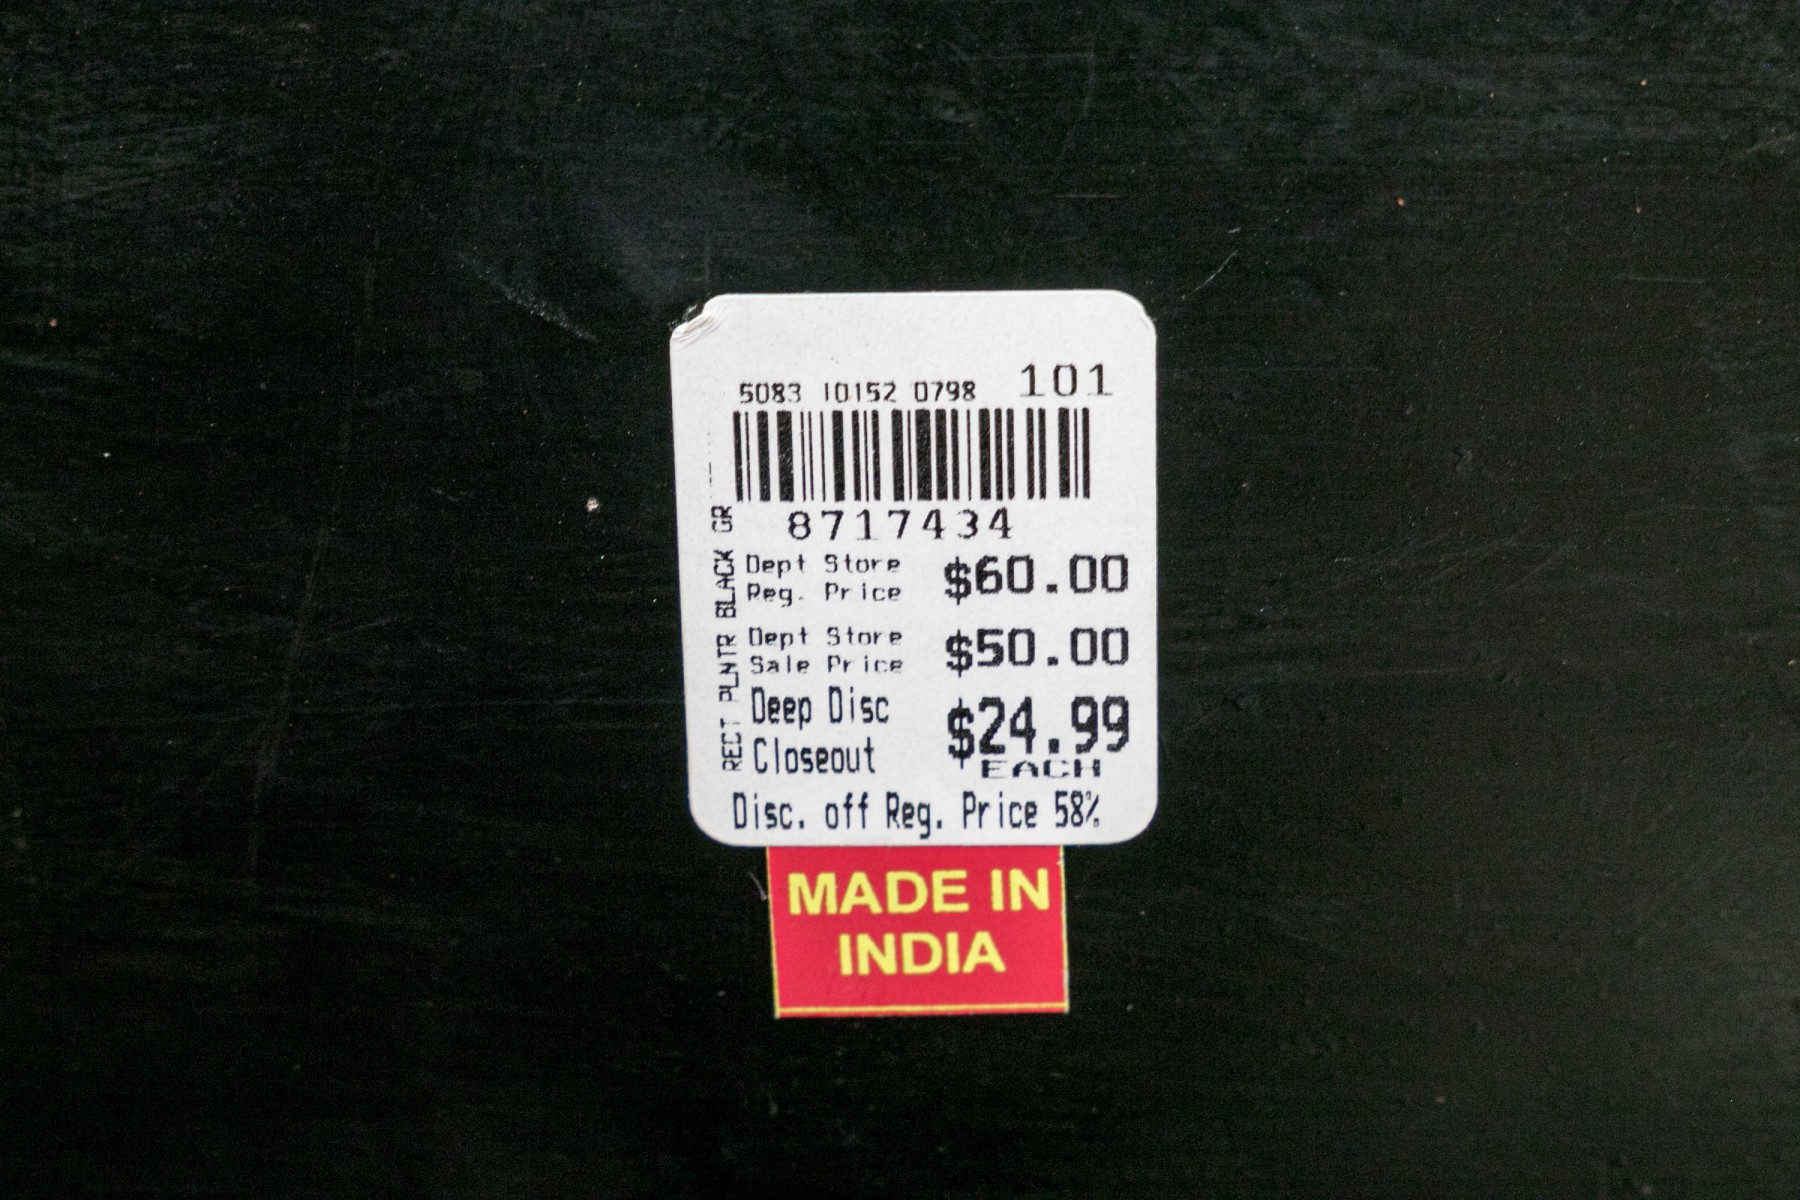 5083 10152 0798 101
8717434
RECT PLNTR BLACK GR
Dept Store
Reg. Price $60.00
Dept Store
Sale Price $50.00
Deep Disc
Closeout $24.99
EACH
Disc. off Reg. Price 58%
MADE IN
INDIA